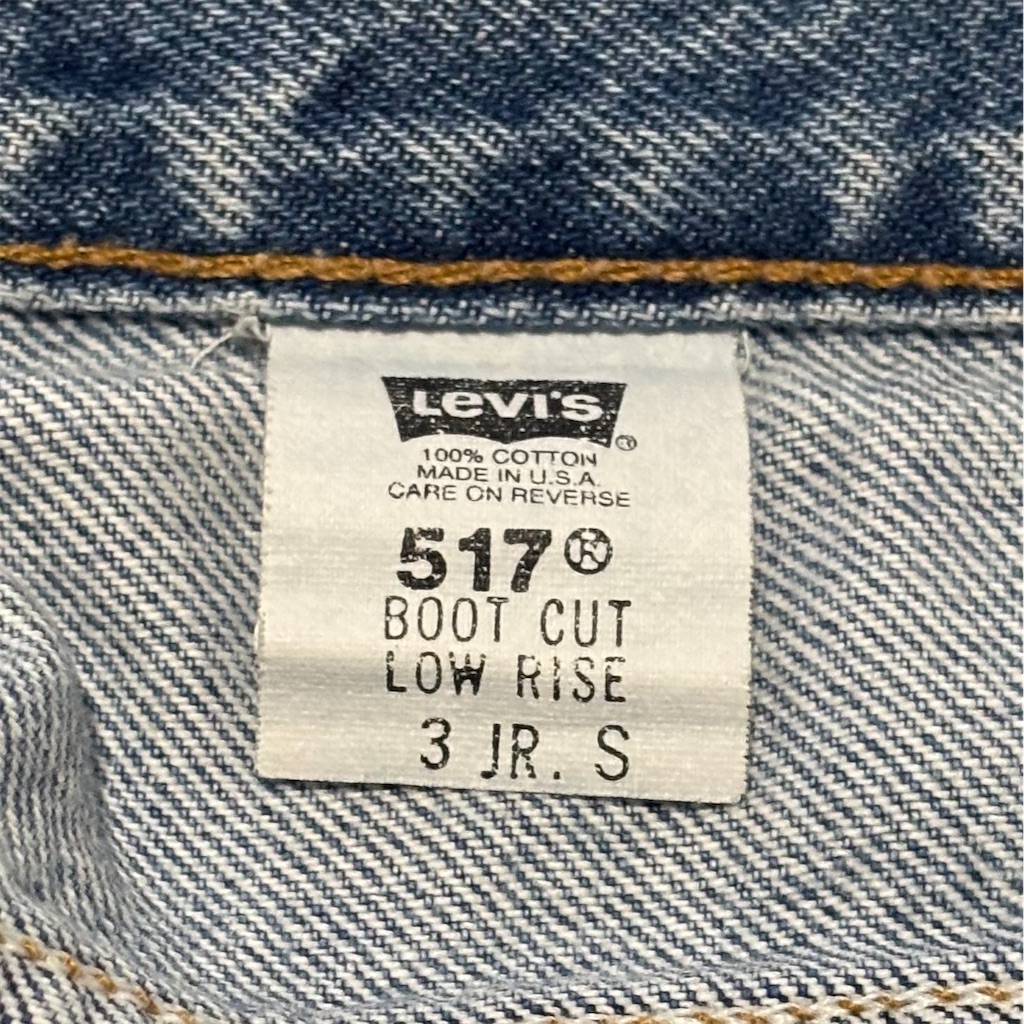 LEVI'S®
100% COTTON
MADE IN U.S.A.
CARE ON REVERSE
517®
BOOT CUT
LOW RISE
3 JR. S